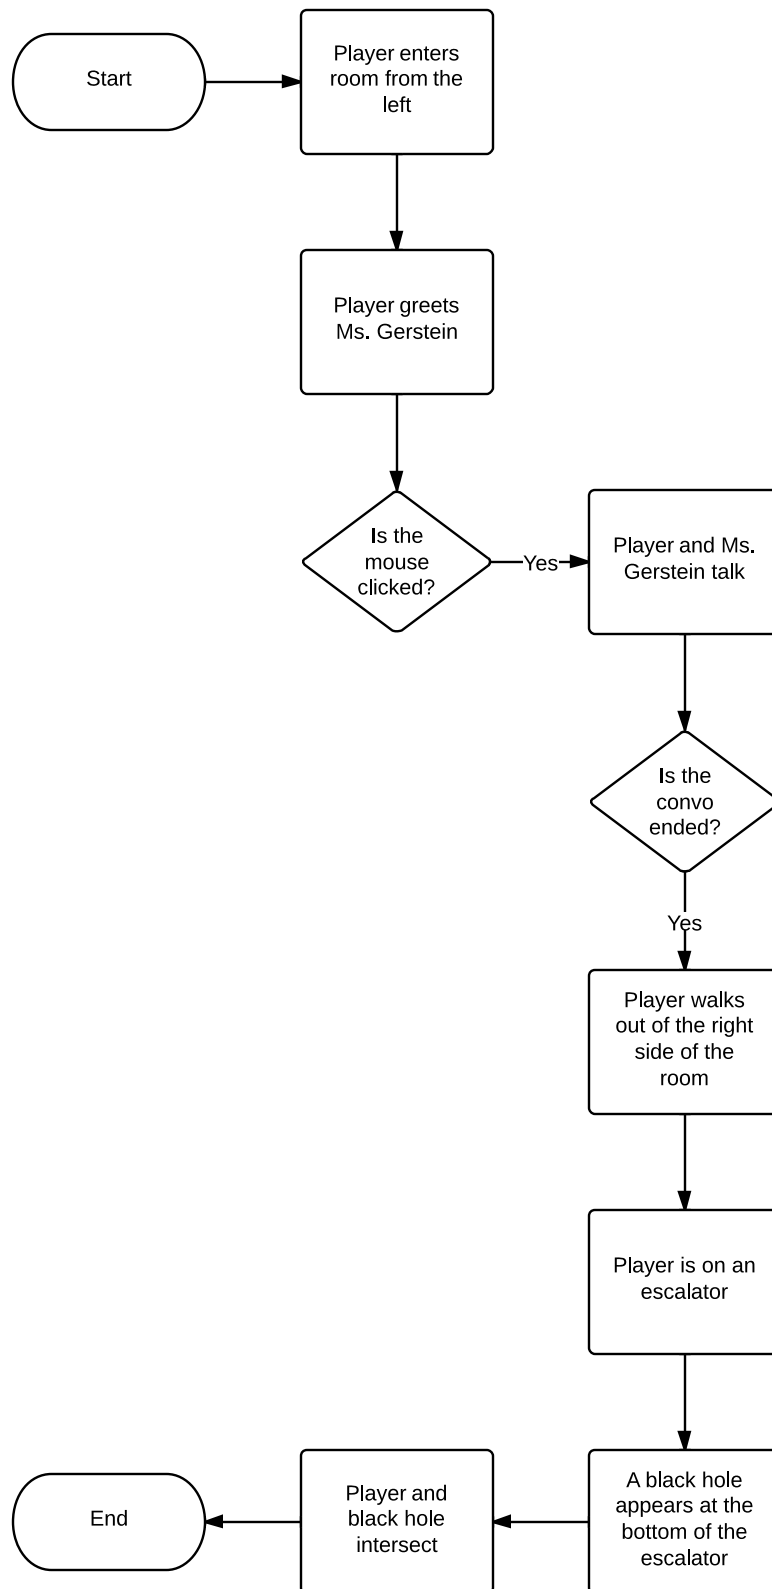 Start
Player enters
room from the
left
Player greets
Ms. Gerstein
Is the
mouse
clicked?
Yes
Player and Ms.
Gerstein talk
Is the
convo
ended?
Yes
Player walks
out of the right
side of the
room
Player is on an
escalator
A black hole
appears at the
bottom of the
escalator
Player and
black hole
intersect
End